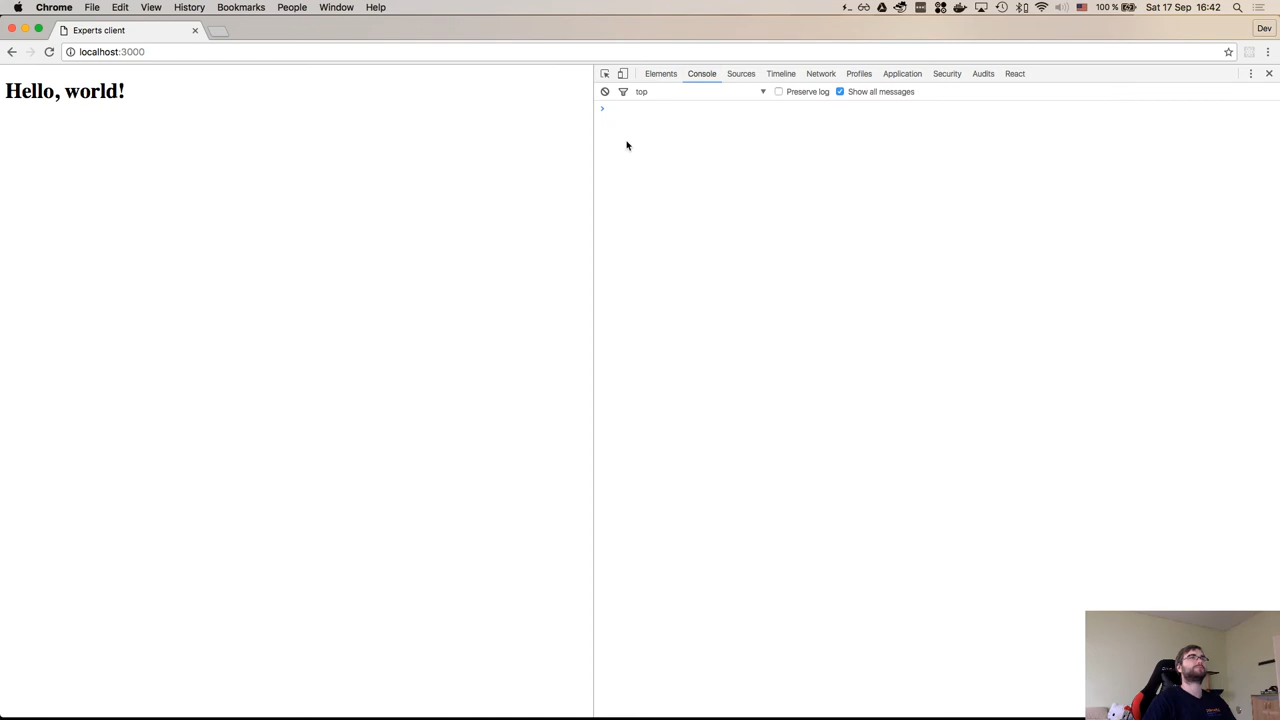 Chrome File Edit View History Bookmarks People Window Help 100 % Sat 17 Sep 16:42
Experts client Dev
localhost:3000
Hello, world!
Elements Console Sources Timeline Network Profiles Application Security Audits React
top Preserve log Show all messages